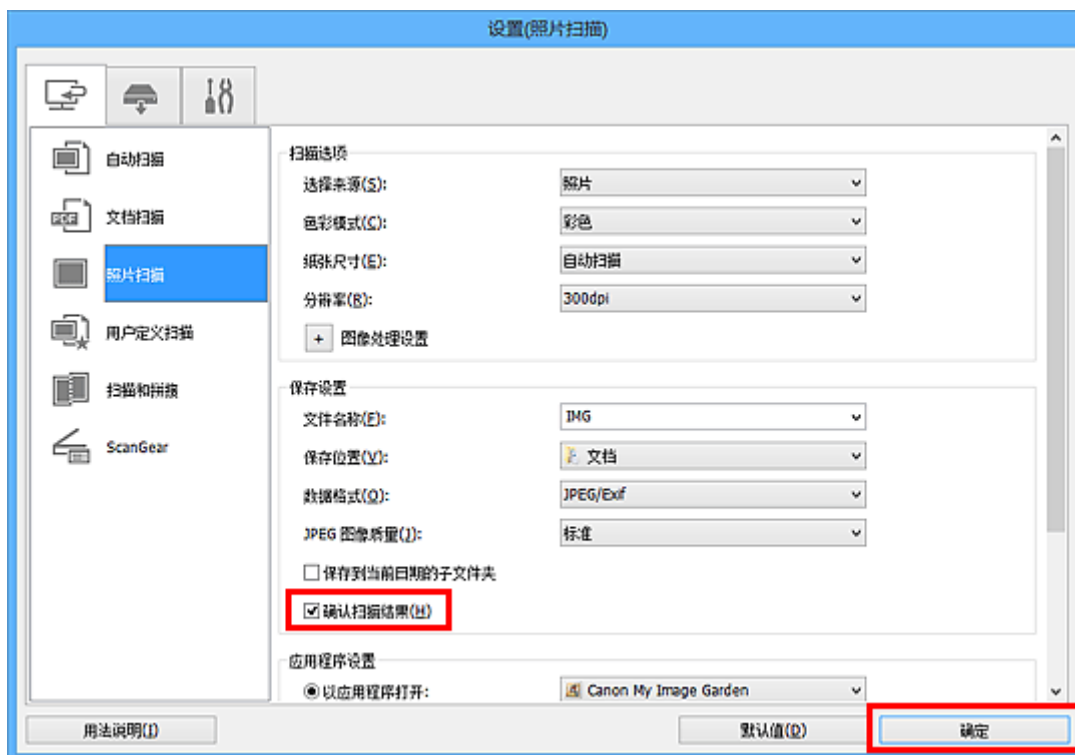 设置(照片扫描)
自动扫描
PDF
文档扫描
照片扫描
用户定义扫描
扫描和拼接
ScanGear
扫描选项
选择来源(S): 照片
色彩模式(C): 彩色
纸张尺寸(E): 自动扫描
分辨率(R): 300dpi
+ 图像处理设置
保存设置
文件名称(F): IMG
保存位置(V): 文档
数据格式(O): JPEG/Exif
JPEG 图像质量(J): 标准
保存到当前日期的子文件夹
确认扫描结果(H)
应用程序设置
以应用程序打开: Canon My Image Garden
用法说明(I) 默认值(D) 确定